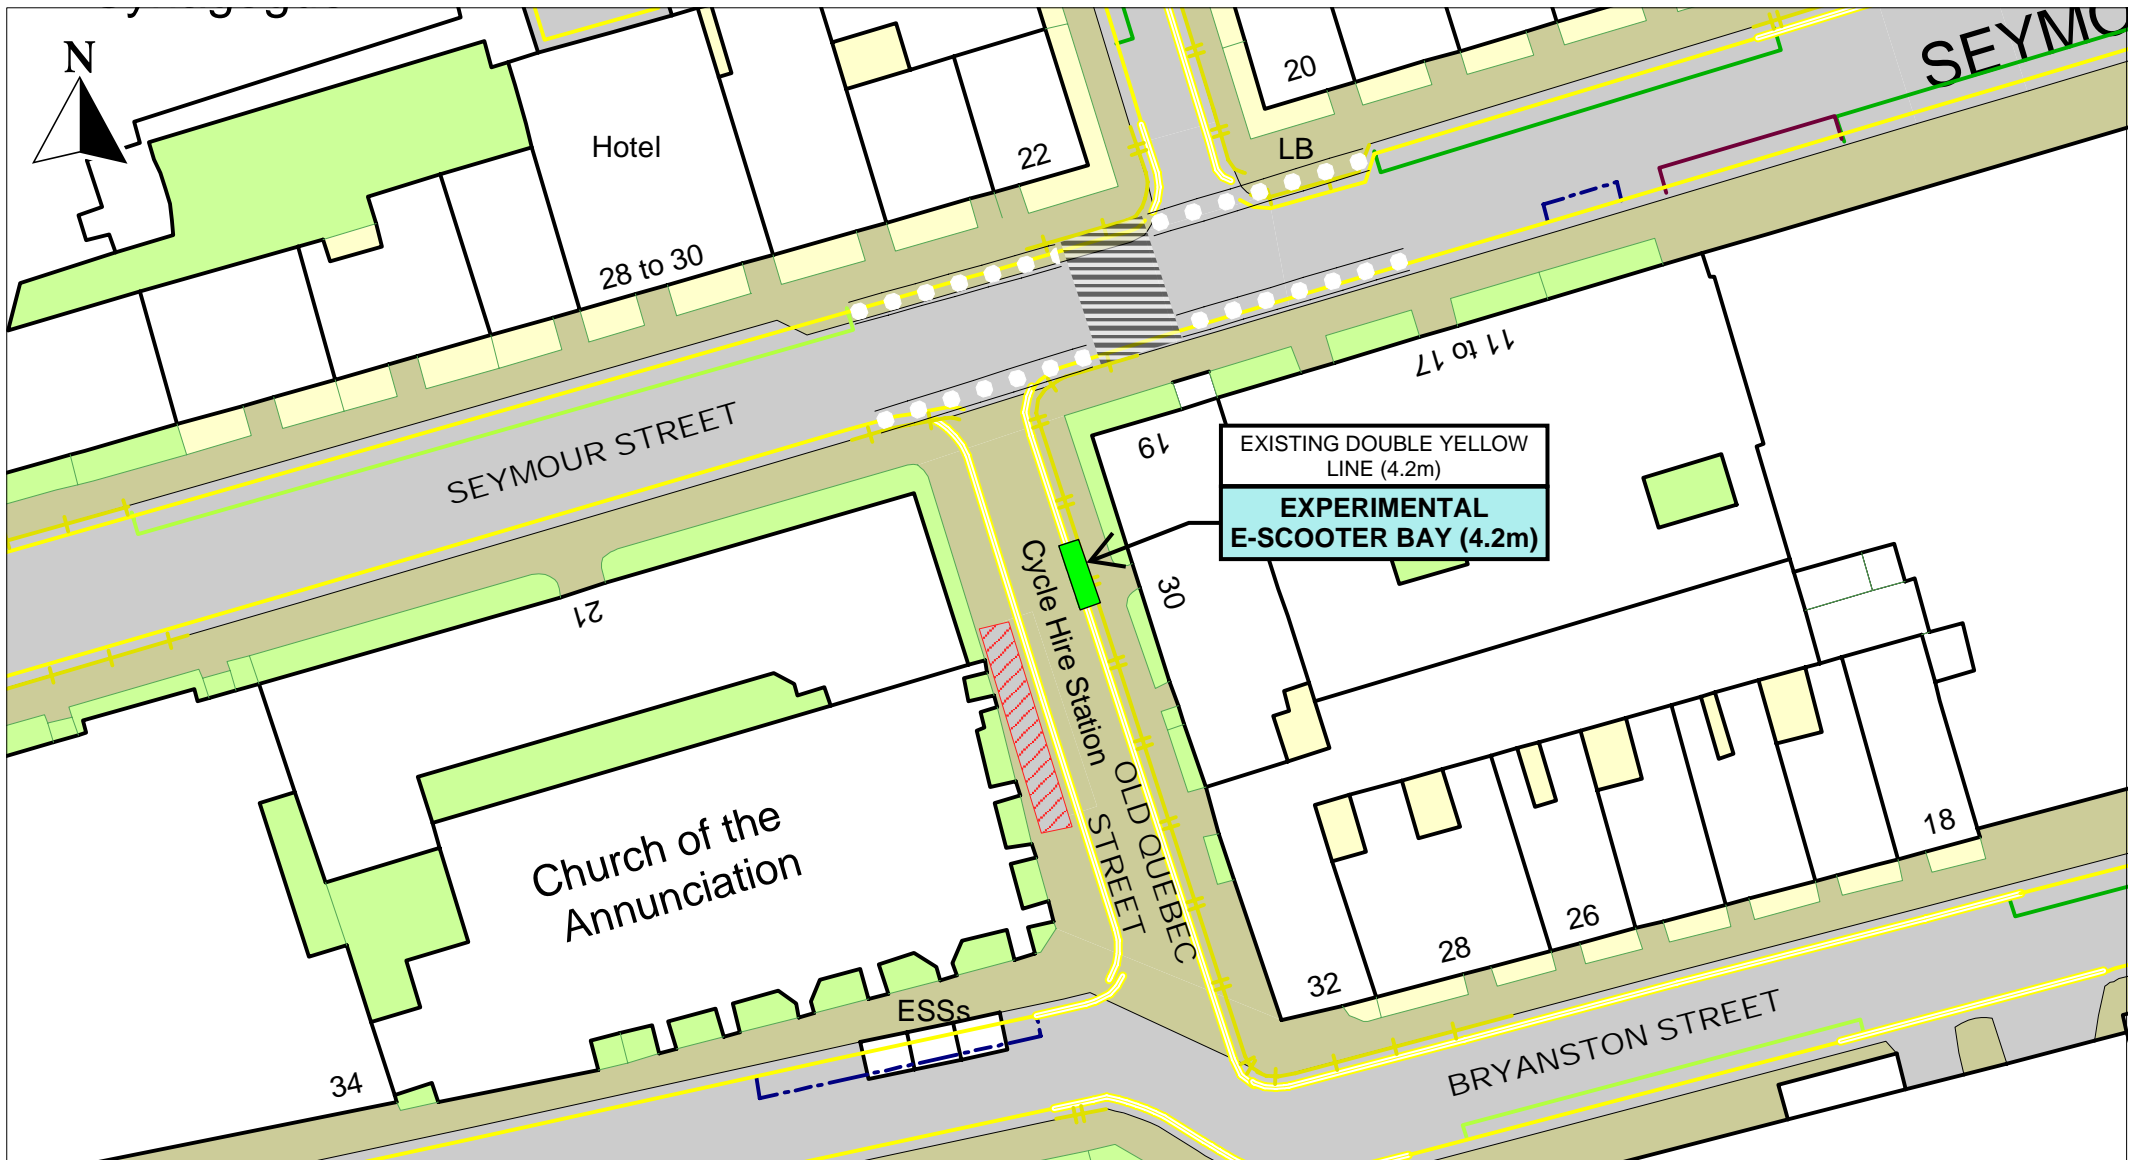 N
Hotel
22
20
LB
28 to 30
SEYMOUR STREET
11 to 17
19
EXISTING DOUBLE YELLOW
LINE (4.2m)
EXPERIMENTAL
E-SCOOTER BAY (4.2m)
21
30
Cycle Hire Station
OLD QUEBEC
STREET
Church of the
Annunciation
18
26
28
32
ESSs
34
BRYANSTON STREET